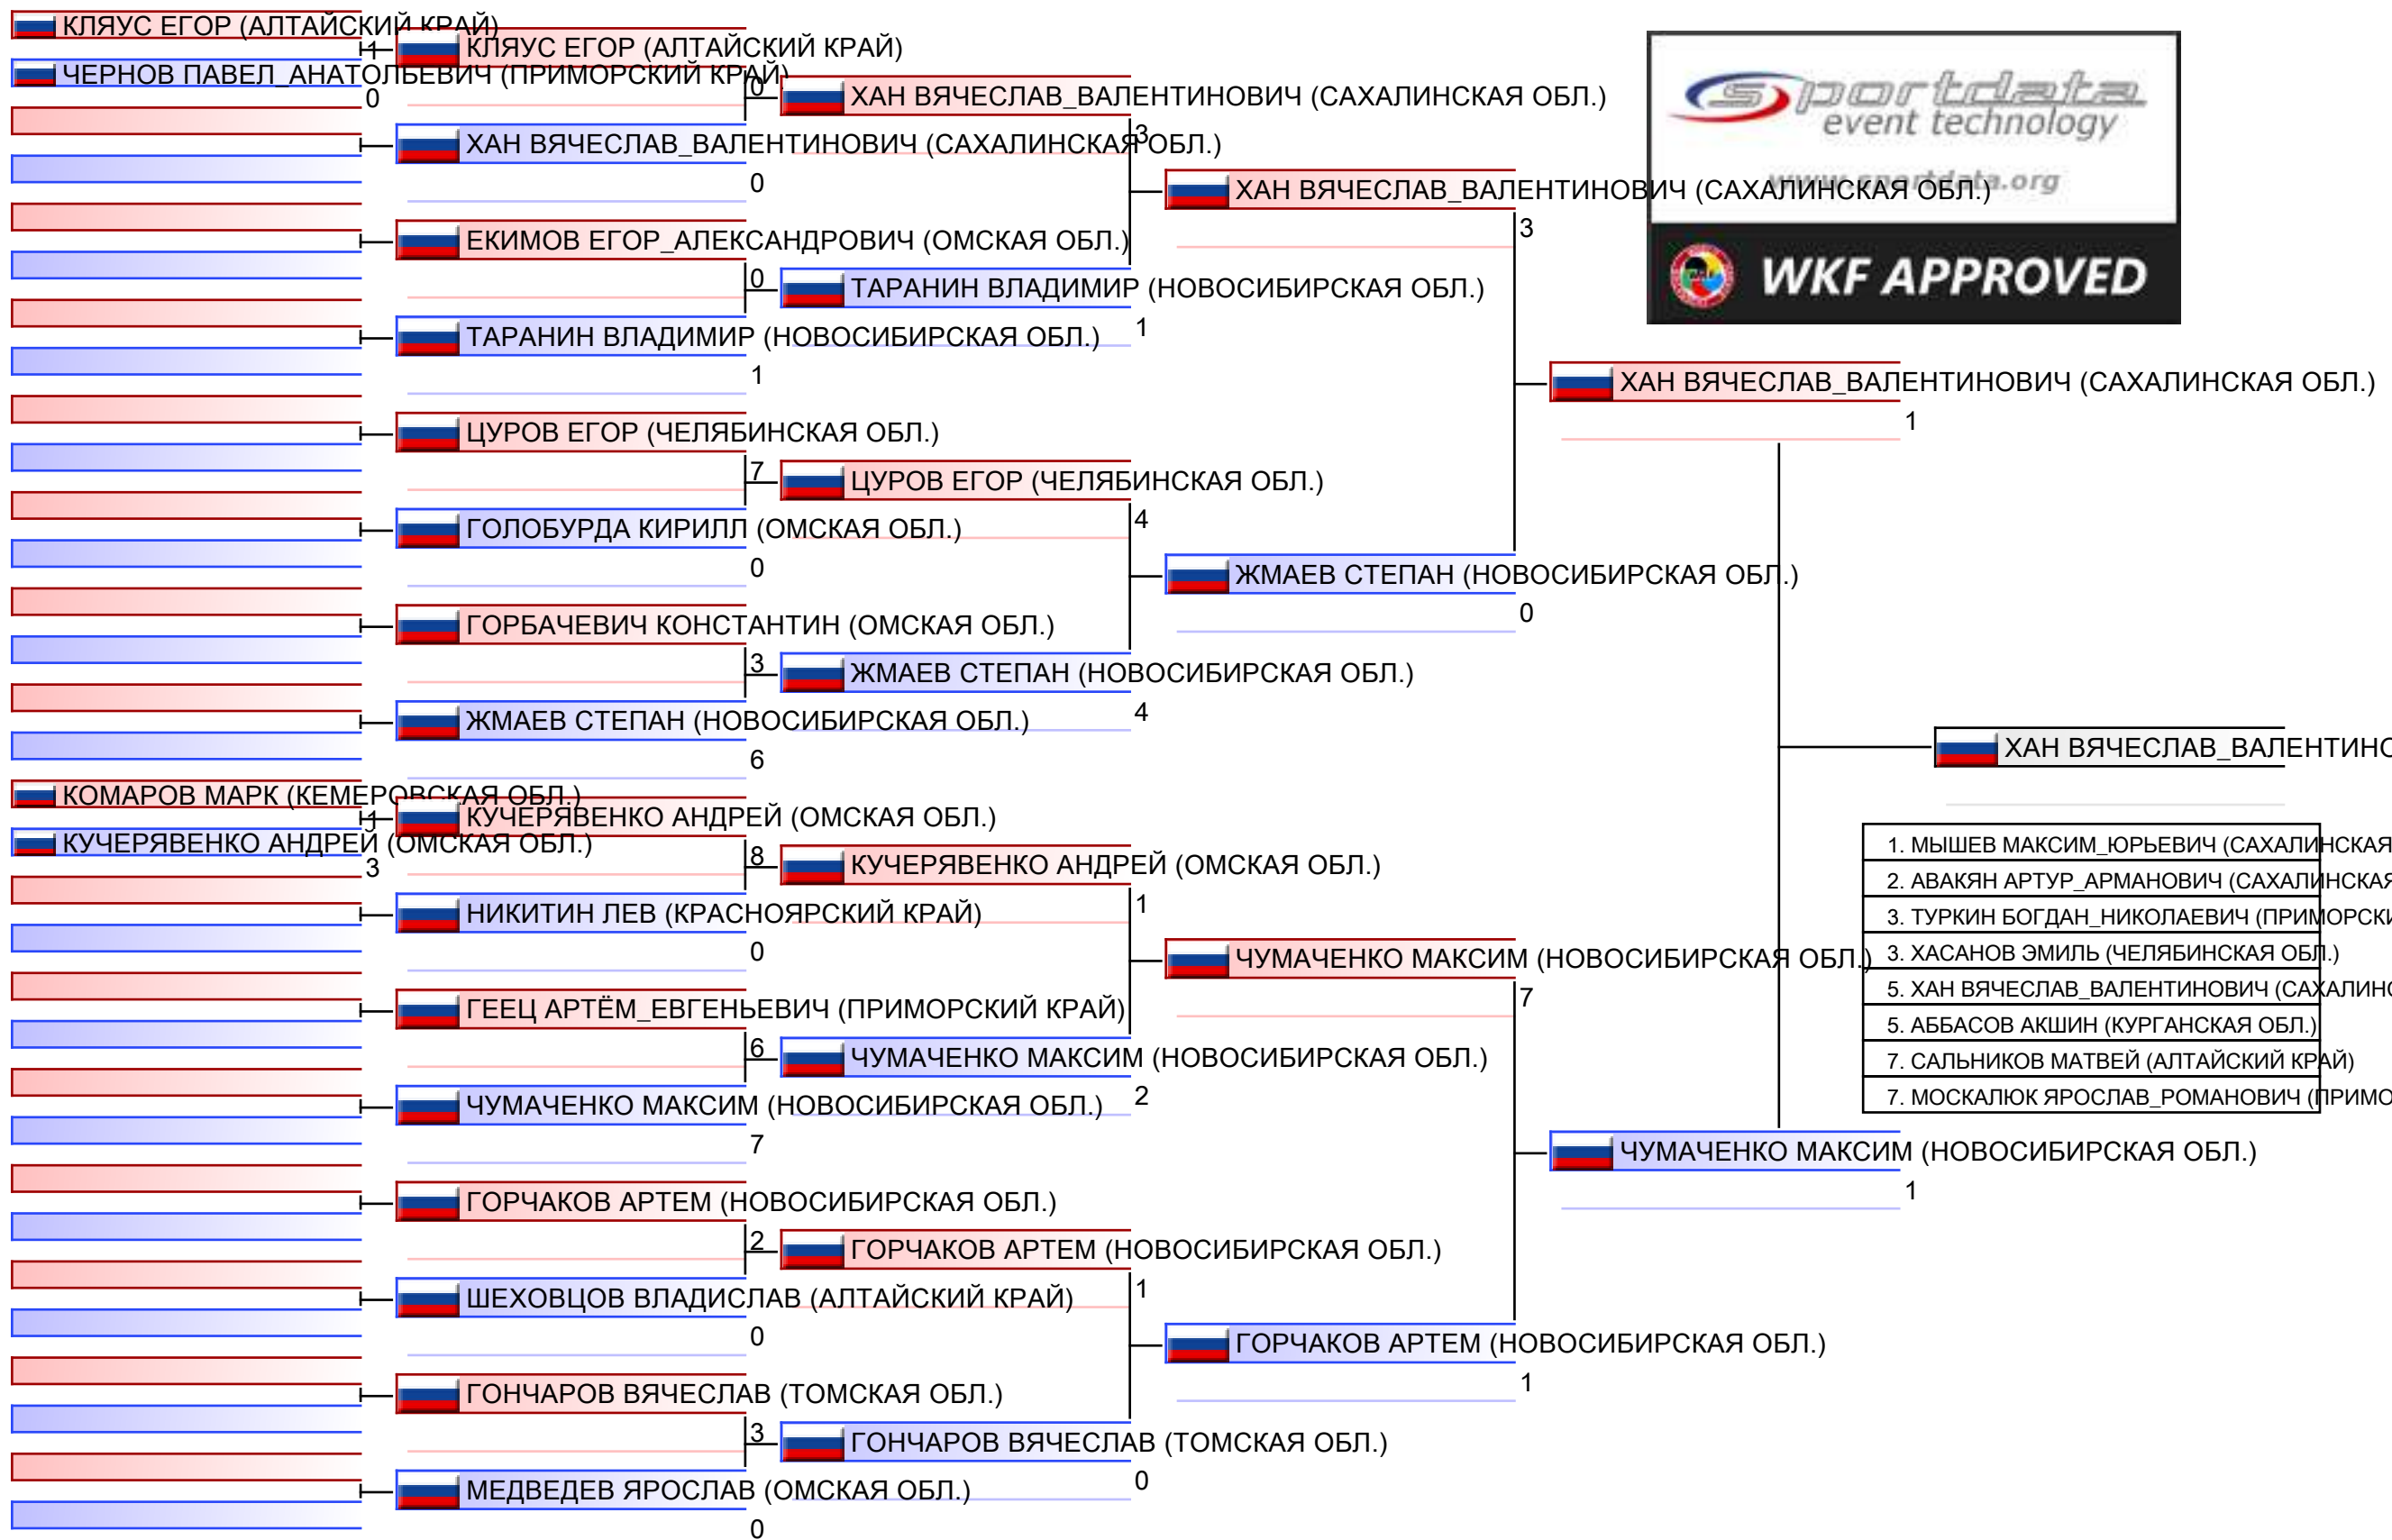 КЛЯУС ЕГОР (АЛТАЙСКИЙ КРАЙ)
1
ЧЕРНОВ ПАВЕЛ_АНАТОЛЬЕВИЧ (ПРИМОРСКИЙ КРАЙ)
0
КОМАРОВ МАРК (КЕМЕРОВСКАЯ ОБЛ.)
1
КУЧЕРЯВЕНКО АНДРЕЙ (ОМСКАЯ ОБЛ.)
3
КЛЯУС ЕГОР (АЛТАЙСКИЙ КРАЙ)
0
ХАН ВЯЧЕСЛАВ_ВАЛЕНТИНОВИЧ (САХАЛИНСКАЯ ОБЛ.)
0
ЕКИМОВ ЕГОР_АЛЕКСАНДРОВИЧ (ОМСКАЯ ОБЛ.)
0
ТАРАНИН ВЛАДИМИР (НОВОСИБИРСКАЯ ОБЛ.)
1
ЦУРОВ ЕГОР (ЧЕЛЯБИНСКАЯ ОБЛ.)
7
ГОЛОБУРДА КИРИЛЛ (ОМСКАЯ ОБЛ.)
0
ГОРБАЧЕВИЧ КОНСТАНТИН (ОМСКАЯ ОБЛ.)
3
ЖМАЕВ СТЕПАН (НОВОСИБИРСКАЯ ОБЛ.)
6
КУЧЕРЯВЕНКО АНДРЕЙ (ОМСКАЯ ОБЛ.)
8
НИКИТИН ЛЕВ (КРАСНОЯРСКИЙ КРАЙ)
0
ГЕЕЦ АРТЁМ_ЕВГЕНЬЕВИЧ (ПРИМОРСКИЙ КРАЙ)
6
ЧУМАЧЕНКО МАКСИМ (НОВОСИБИРСКАЯ ОБЛ.)
7
ГОРЧАКОВ АРТЕМ (НОВОСИБИРСКАЯ ОБЛ.)
2
ШЕХОВЦОВ ВЛАДИСЛАВ (АЛТАЙСКИЙ КРАЙ)
0
ГОНЧАРОВ ВЯЧЕСЛАВ (ТОМСКАЯ ОБЛ.)
3
МЕДВЕДЕВ ЯРОСЛАВ (ОМСКАЯ ОБЛ.)
0
ХАН ВЯЧЕСЛАВ_ВАЛЕНТИНОВИЧ (САХАЛИНСКАЯ ОБЛ.)
3
ТАРАНИН ВЛАДИМИР (НОВОСИБИРСКАЯ ОБЛ.)
1
ЦУРОВ ЕГОР (ЧЕЛЯБИНСКАЯ ОБЛ.)
4
ЖМАЕВ СТЕПАН (НОВОСИБИРСКАЯ ОБЛ.)
4
КУЧЕРЯВЕНКО АНДРЕЙ (ОМСКАЯ ОБЛ.)
1
ЧУМАЧЕНКО МАКСИМ (НОВОСИБИРСКАЯ ОБЛ.)
2
ГОРЧАКОВ АРТЕМ (НОВОСИБИРСКАЯ ОБЛ.)
1
ГОНЧАРОВ ВЯЧЕСЛАВ (ТОМСКАЯ ОБЛ.)
0
ХАН ВЯЧЕСЛАВ_ВАЛЕНТИНОВИЧ (САХАЛИНСКАЯ ОБЛ.)
3
ЖМАЕВ СТЕПАН (НОВОСИБИРСКАЯ ОБЛ.)
0
ЧУМАЧЕНКО МАКСИМ (НОВОСИБИРСКАЯ ОБЛ.)
7
ГОРЧАКОВ АРТЕМ (НОВОСИБИРСКАЯ ОБЛ.)
1
sportdata
event technology
www.sportdata.org
WKF APPROVED
ХАН ВЯЧЕСЛАВ_ВАЛЕНТИНОВИЧ (САХАЛИНСКАЯ ОБЛ.)
1
ЧУМАЧЕНКО МАКСИМ (НОВОСИБИРСКАЯ ОБЛ.)
1
ХАН ВЯЧЕСЛАВ_ВАЛЕНТИНО
1. МЫШЕВ МАКСИМ_ЮРЬЕВИЧ (САХАЛИНСКАЯ
2. АВАКЯН АРТУР_АРМАНОВИЧ (САХАЛИНСКАЯ
3. ТУРКИН БОГДАН_НИКОЛАЕВИЧ (ПРИМОРСКИ
3. ХАСАНОВ ЭМИЛЬ (ЧЕЛЯБИНСКАЯ ОБЛ.)
5. ХАН ВЯЧЕСЛАВ_ВАЛЕНТИНОВИЧ (САХАЛИНС
5. АББАСОВ АКШИН (КУРГАНСКАЯ ОБЛ.)
7. САЛЬНИКОВ МАТВЕЙ (АЛТАЙСКИЙ КРАЙ)
7. МОСКАЛЮК ЯРОСЛАВ_РОМАНОВИЧ (ПРИМО